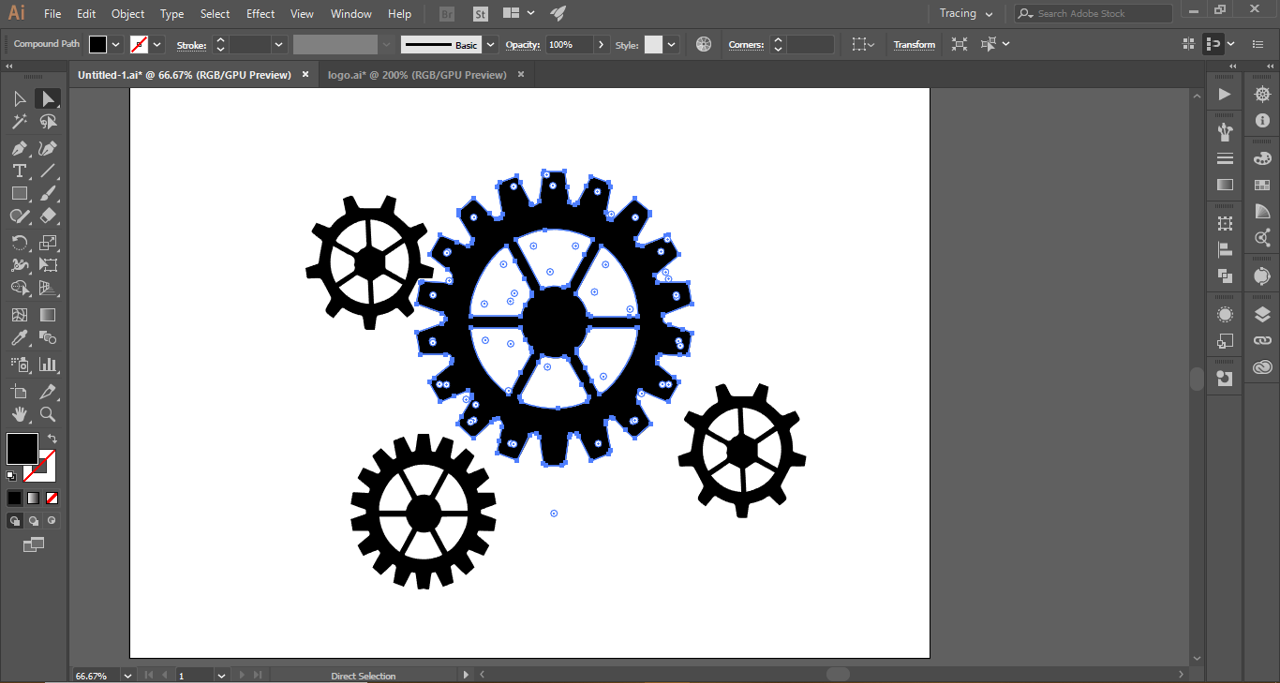 Ai File Edit Object Type Select Effect View Window Help Br St Tracing Search Adobe Stock
Compound Path Stroke: Basic Opacity: 100% Style: Corners: Transform
Untitled-1.ai* @ 66.67% (RGB/GPU Preview) × logo.ai* @ 200% (RGB/GPU Preview) ×
66.67% 1 Direct Selection